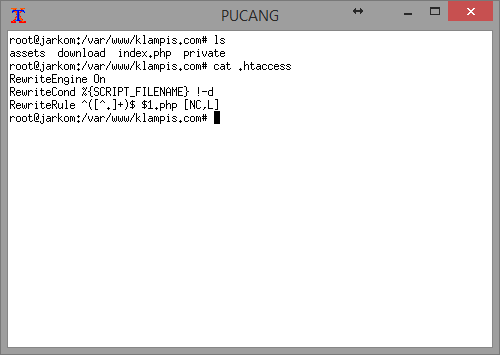 PUCANG
root@jarkom:/var/www/klampis.com# ls
assets  download  index.php  private
root@jarkom:/var/www/klampis.com# cat .htaccess
RewriteEngine On
RewriteCond %{SCRIPT_FILENAME} !-d
RewriteRule ^([^.]+)$ $1.php [NC,L]
root@jarkom:/var/www/klampis.com#